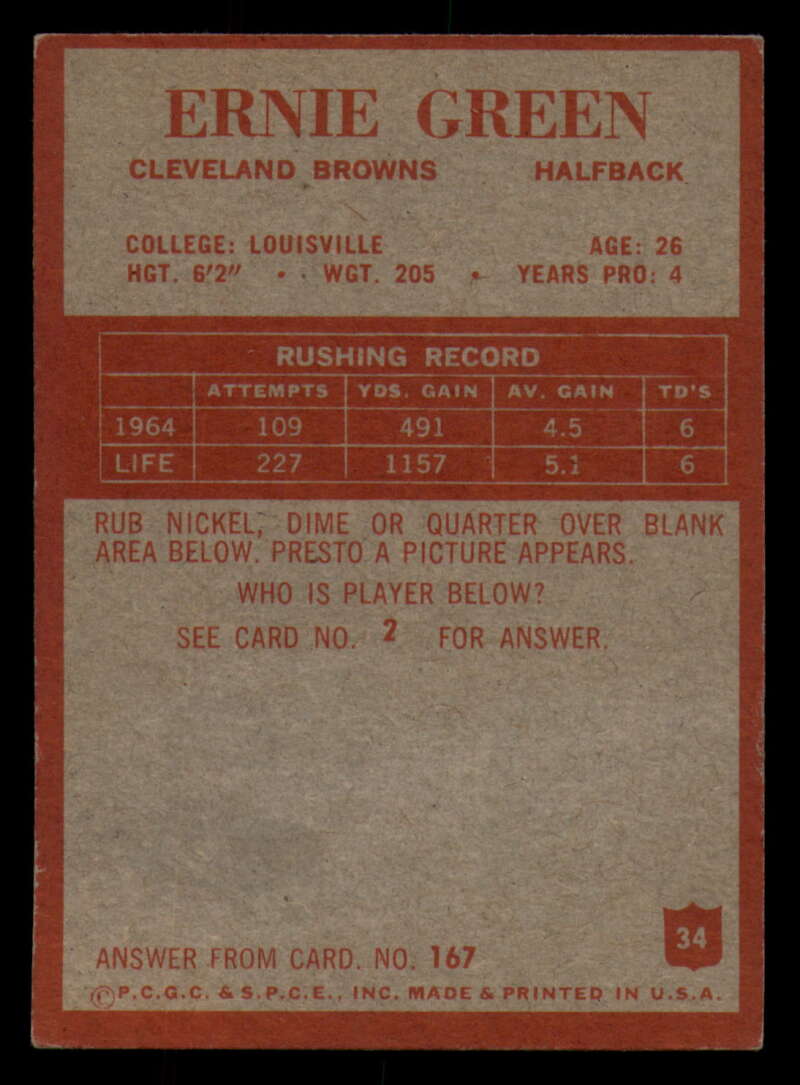 ERNIE GREEN
CLEVELAND BROWNS HALFBACK
COLLEGE: LOUISVILLE AGE: 26
HGT. 6'2" • WGT. 205 • YEARS PRO: 4
RUSHING RECORD
ATTEMPTS YDS. GAIN AV. GAIN TD'S
1964 109 491 4.5 6
LIFE 227 1157 5.1 6
RUB NICKEL, DIME OR QUARTER OVER BLANK
AREA BELOW. PRESTO A PICTURE APPEARS.
WHO IS PLAYER BELOW?
SEE CARD NO. 2 FOR ANSWER.
34
ANSWER FROM CARD. NO. 167
©P.C.G.C. & S.P.C.E., INC. MADE & PRINTED IN U.S.A.